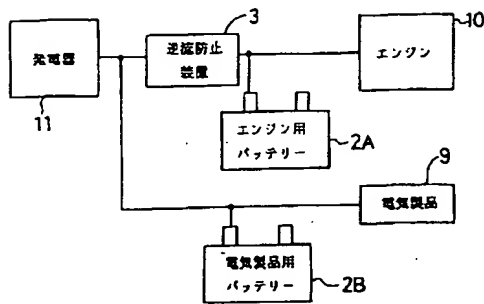 3
10
発電器
逆流防止
装置
エンジン
11
エンジン用
バッテリー
2A
9
電気製品
電気製品用
バッテリー
2B